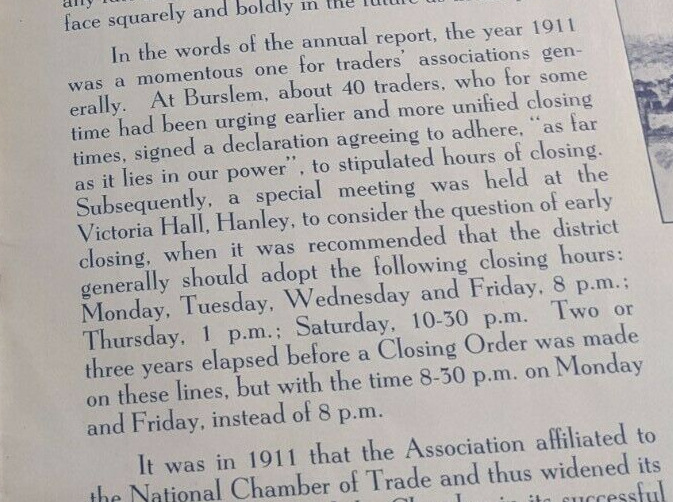 face squarely and boldly in the future
In the words of the annual report, the year 1911
was a momentous one for traders' associations gen-
erally. At Burslem, about 40 traders, who for some
time had been urging earlier and more unified closing
times, signed a declaration agreeing to adhere, "as far
as it lies in our power", to stipulated hours of closing.
Subsequently, a special meeting was held at the
Victoria Hall, Hanley, to consider the question of early
closing, when it was recommended that the district
generally should adopt the following closing hours:
Monday, Tuesday, Wednesday and Friday, 8 p.m.;
Thursday, 1 p.m.; Saturday, 10-30 p.m. Two or
three years elapsed before a Closing Order was made
on these lines, but with the time 8-30 p.m. on Monday
and Friday, instead of 8 p.m.
It was in 1911 that the Association affiliated to
the National Chamber of Trade and thus widened its
successful